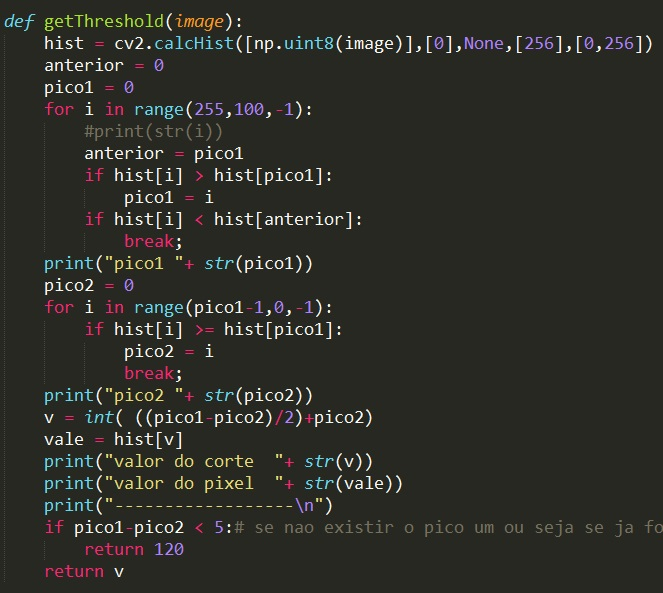 def getThreshold(image):
    hist = cv2.calcHist([np.uint8(image)],[0],None,[256],[0,256])
    anterior = 0
    pico1 = 0
    for i in range(255,100,-1):
        #print(str(i))
        anterior = pico1
        if hist[i] > hist[pico1]:
            pico1 = i
        if hist[i] < hist[anterior]:
            break;
    print("pico1 "+ str(pico1))
    pico2 = 0
    for i in range(pico1-1,0,-1):
        if hist[i] >= hist[pico1]:
            pico2 = i
            break;
    print("pico2 "+ str(pico2))
    v = int( ((pico1-pico2)/2)+pico2)
    vale = hist[v]
    print("valor do corte  "+ str(v))
    print("valor do pixel  "+ str(vale))
    print("------------------\n")
    if pico1-pico2 < 5:# se nao existir o pico um ou seja se ja fo
        return 120
    return v